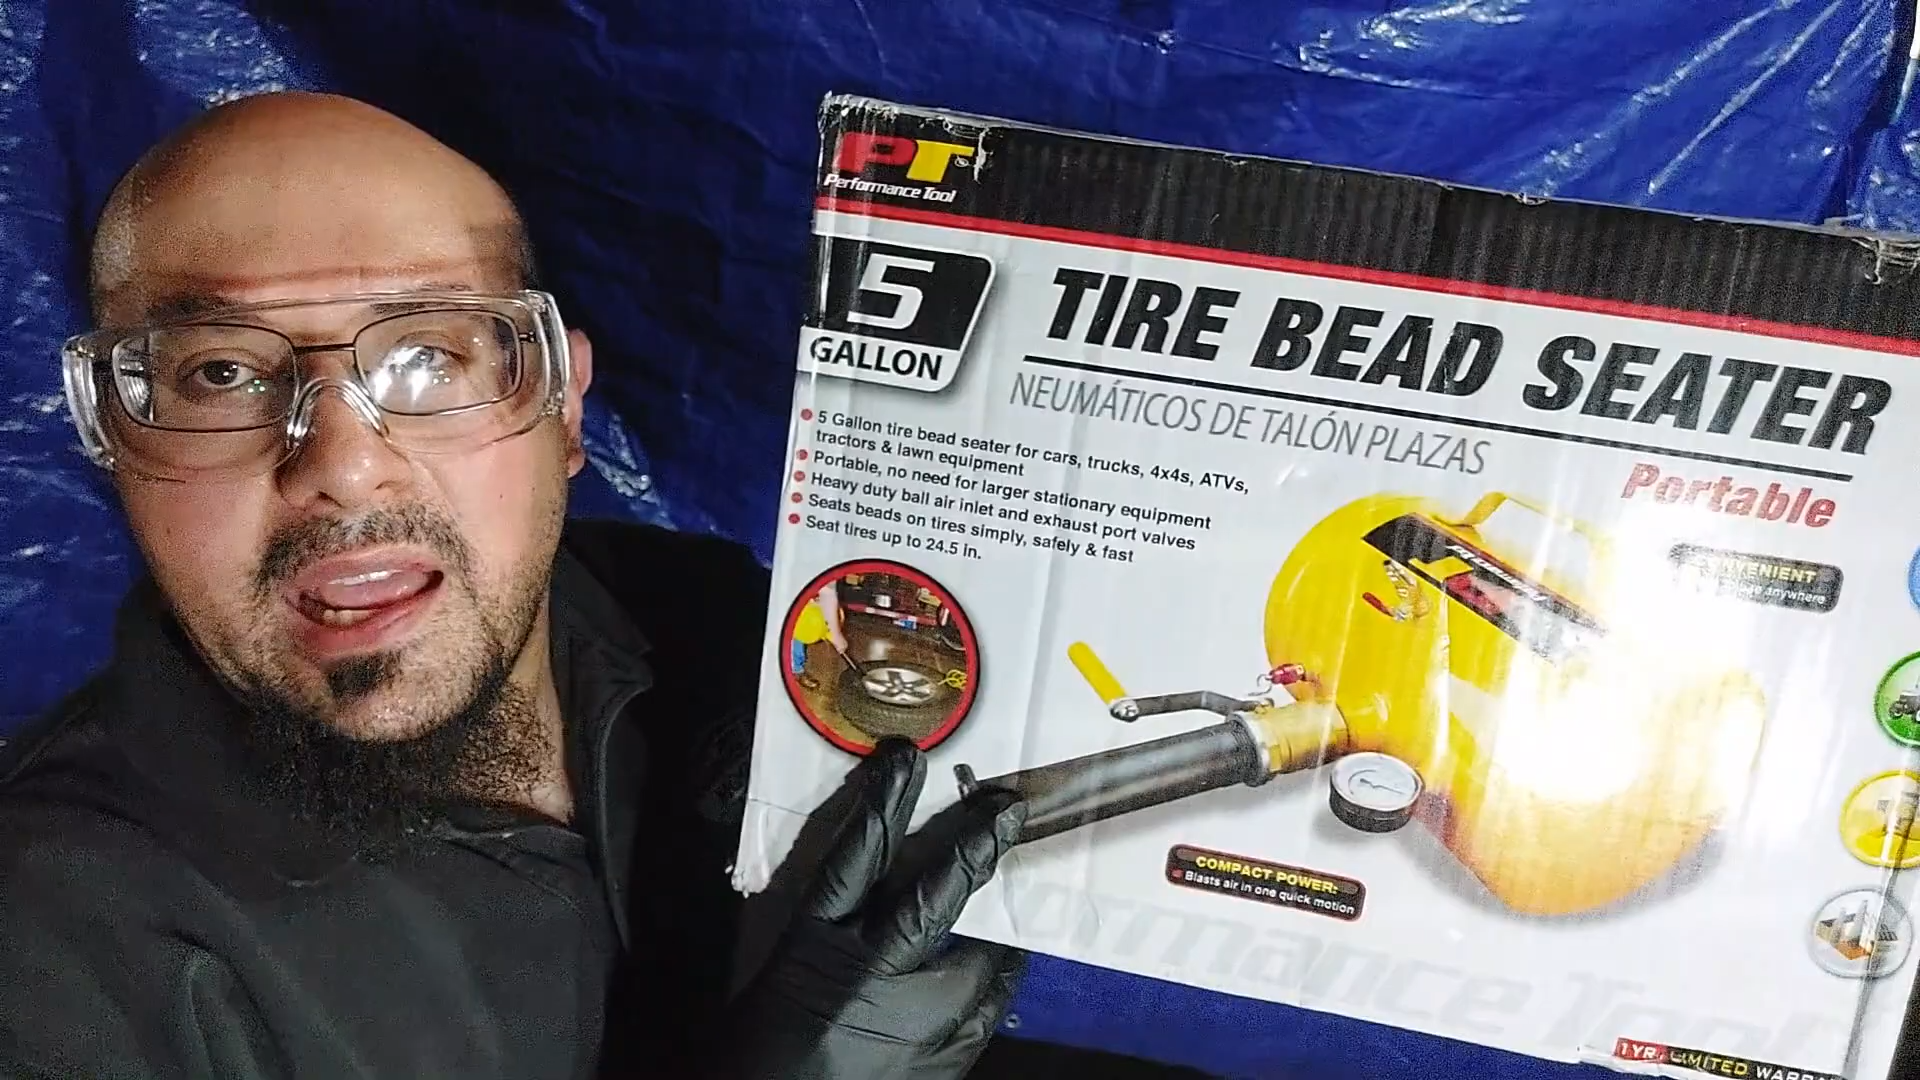 PT
Performance Tool
5
GALLON
TIRE BEAD SEATER
NEUMÁTICOS DE TALÓN PLAZAS
Portable
5 Gallon tire bead seater for cars, trucks, 4x4s, ATVs,
tractors & lawn equipment
Portable, no need for larger stationary equipment
Heavy duty ball air inlet and exhaust port valves
Seats beads on tires simply, safely & fast
Seat tires up to 24.5 in.
anywhere
COMPACT POWER:
Blasts air in one quick motion
1 YR. LIMITED